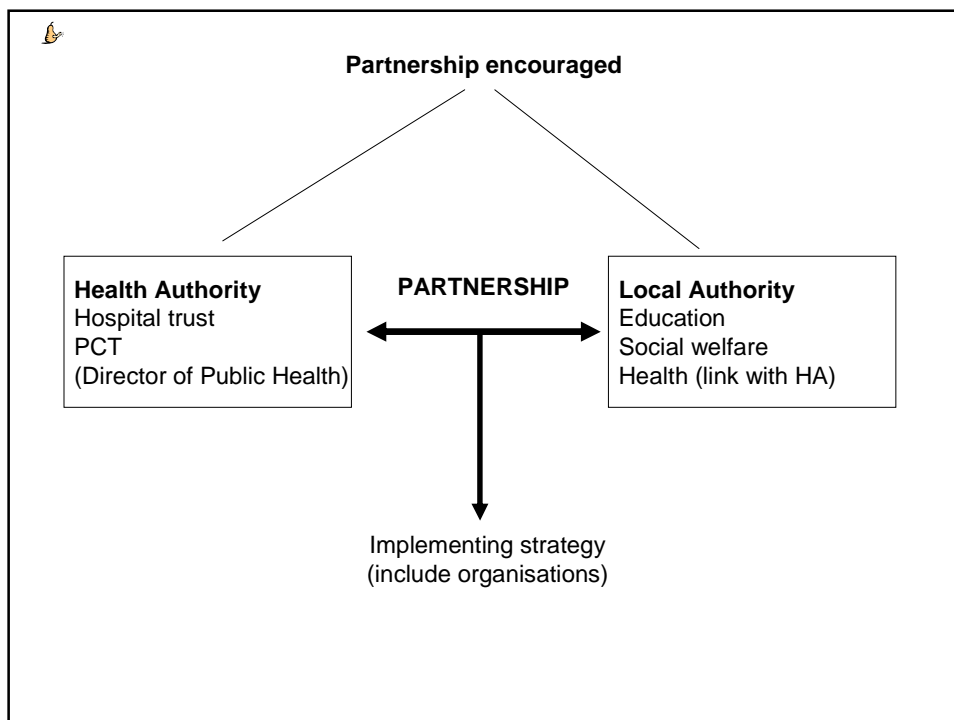 Partnership encouraged
Health Authority
Hospital trust
PCT
(Director of Public Health)
PARTNERSHIP
Local Authority
Education
Social welfare
Health (link with HA)
Implementing strategy
(include organisations)